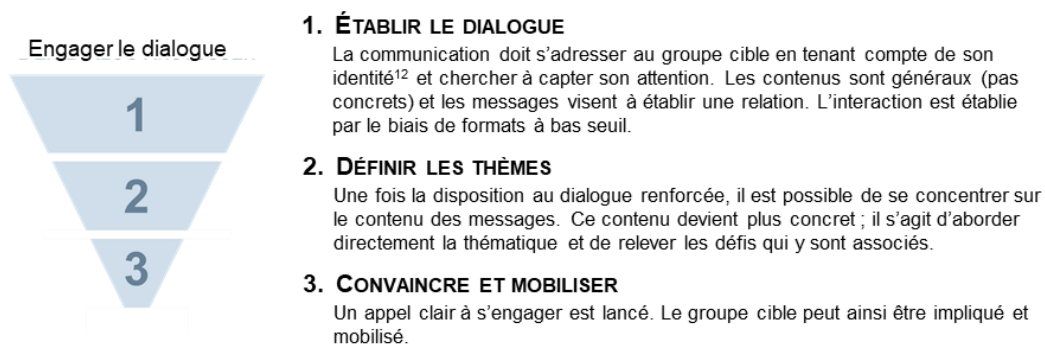 Engager le dialogue
1
2
3
1. ÉTABLIR LE DIALOGUE
La communication doit s'adresser au groupe cible en tenant compte de son
identité¹² et chercher à capter son attention. Les contenus sont généraux (pas
concrets) et les messages visent à établir une relation. L'interaction est établie
par le biais de formats à bas seuil.
2. DÉFINIR LES THÈMES
Une fois la disposition au dialogue renforcée, il est possible de se concentrer sur
le contenu des messages. Ce contenu devient plus concret ; il s'agit d'aborder
directement la thématique et de relever les défis qui y sont associés.
3. CONVAINCRE ET MOBILISER
Un appel clair à s'engager est lancé. Le groupe cible peut ainsi être impliqué et
mobilisé.